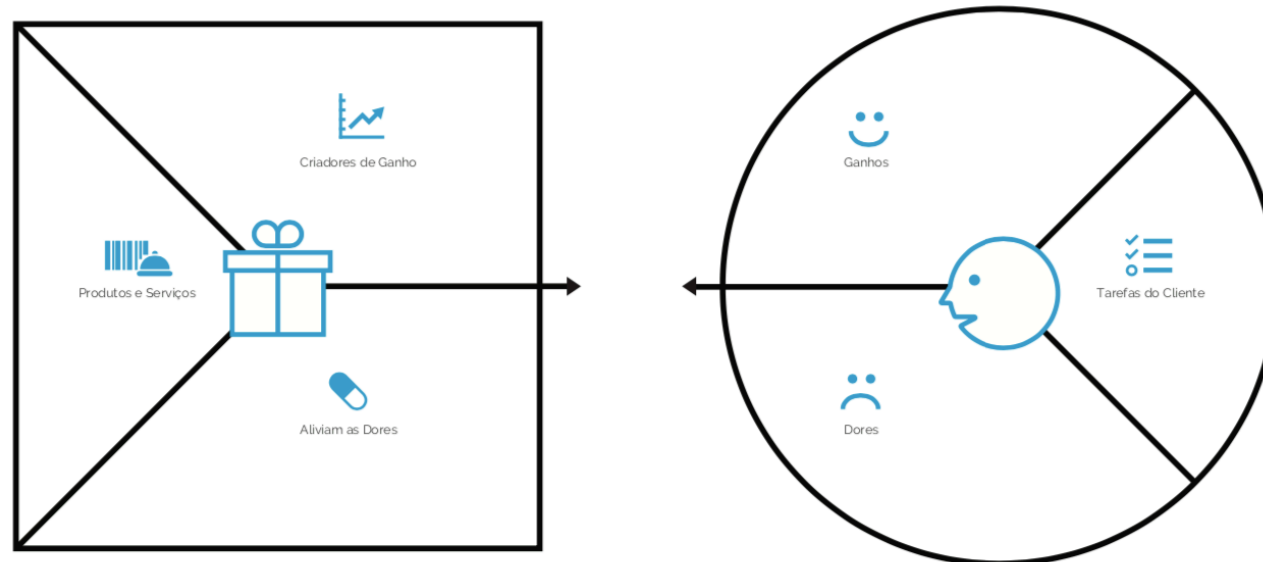 Criadores de Ganho
Produtos e Serviços
Aliviam as Dores
Ganhos
Tarefas do Cliente
Dores